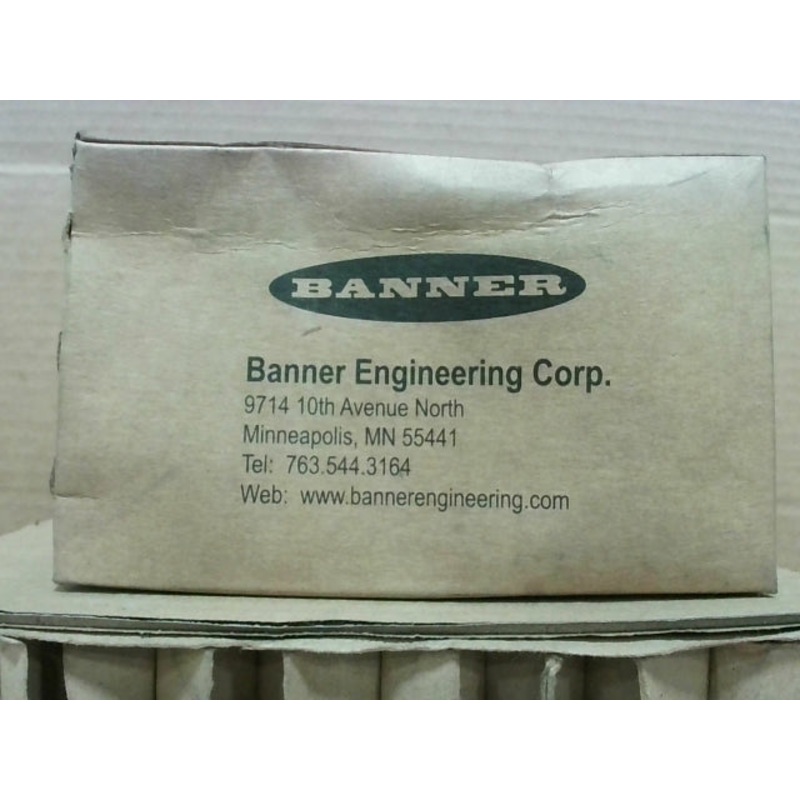 BANNER
Banner Engineering Corp.
9714 10th Avenue North
Minneapolis, MN 55441
Tel: 763.544.3164
Web: www.bannerengineering.com